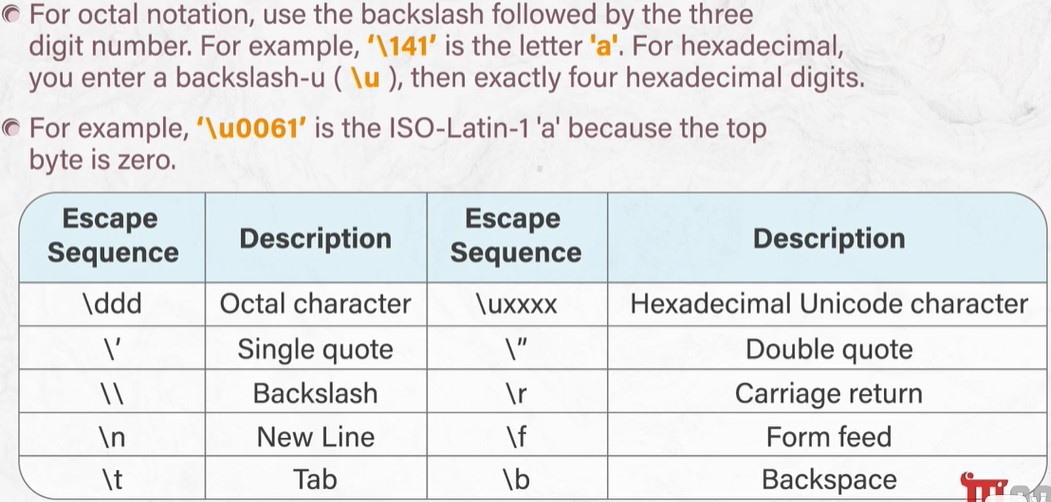 For octal notation, use the backslash followed by the three
digit number. For example, ‘\141’ is the letter 'a'. For hexadecimal,
you enter a backslash-u ( \u ), then exactly four hexadecimal digits.
For example, ‘\u0061’ is the ISO-Latin-1 'a' because the top
byte is zero.
Escape Sequence Description Escape Sequence Description
\ddd Octal character \uxxxx Hexadecimal Unicode character
\’ Single quote \” Double quote
\\ Backslash \r Carriage return
\n New Line \f Form feed
\t Tab \b Backspace